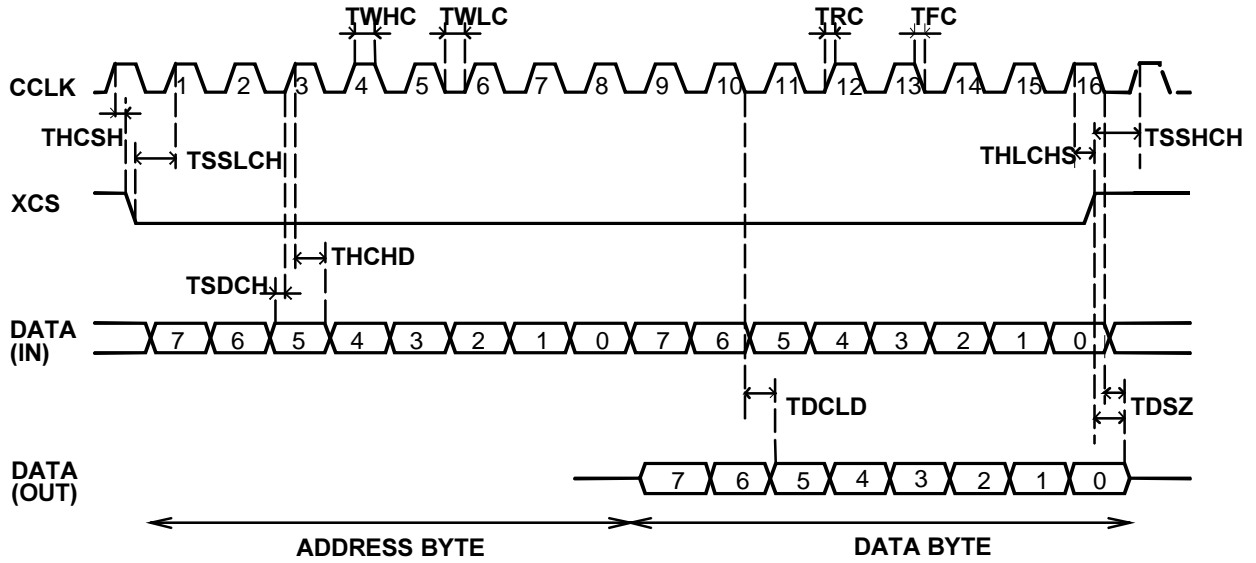 TWHC TWLC TRC TFC
CCLK 1 2 3 4 5 6 7 8 9 10 11 12 13 14 15 16
THCSH TSSLCH THLCHS TSSHCH
XCS
TSDCH THCHD
DATA
(IN)
7 6 5 4 3 2 1 0 7 6 5 4 3 2 1 0
TDCLD TDSZ
DATA
(OUT)
7 6 5 4 3 2 1 0
ADDRESS BYTE DATA BYTE